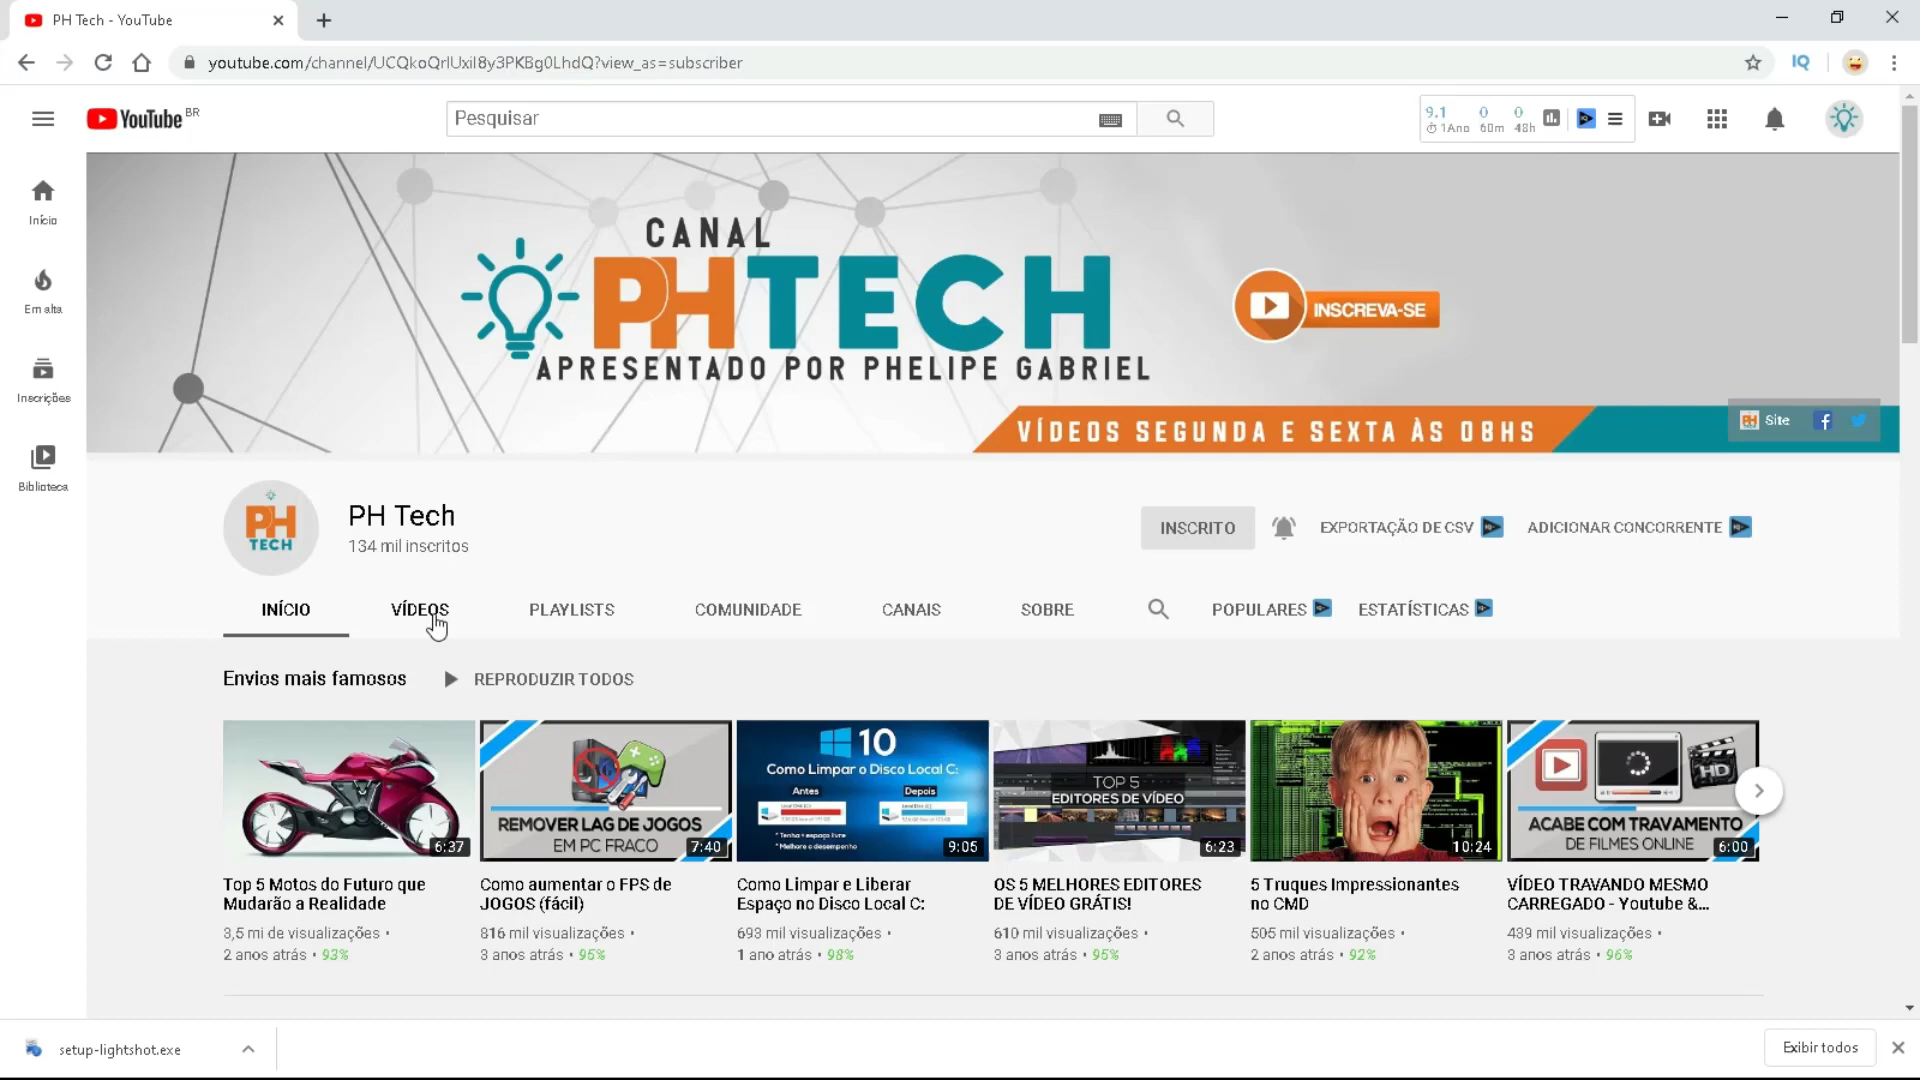 PH Tech - YouTube
youtube.com/channel/UCQkoQrlUxil8y3PKBg0LhdQ?view_as=subscriber
IQ
YouTube BR
Pesquisar
9.1 0 0
1Ano 60m 48h
Início
Em alta
Inscrições
Biblioteca
CANAL
PHTECH
APRESENTADO POR PHELIPE GABRIEL
INSCREVA-SE
VÍDEOS SEGUNDA E SEXTA ÀS 08HS
Site
PH
TECH
PH Tech
134 mil inscritos
INSCRITO
EXPORTAÇÃO DE CSV
ADICIONAR CONCORRENTE
INÍCIO
VÍDEOS
PLAYLISTS
COMUNIDADE
CANAIS
SOBRE
POPULARES
ESTATÍSTICAS
Envios mais famosos
REPRODUZIR TODOS
6:37
Top 5 Motos do Futuro que
Mudarão a Realidade
3,5 mi de visualizações •
2 anos atrás • 93%
REMOVER LAG DE JOGOS
EM PC FRACO
7:40
Como aumentar o FPS de
JOGOS (fácil)
816 mil visualizações •
3 anos atrás • 95%
10
Como Limpar o Disco Local C:
Antes
Depois
* Tenha + espaço livre
* Melhore o desempenho
9:05
Como Limpar e Liberar
Espaço no Disco Local C:
693 mil visualizações •
1 ano atrás • 98%
TOP 5
EDITORES DE VÍDEO
6:23
OS 5 MELHORES EDITORES
DE VÍDEO GRÁTIS!
610 mil visualizações •
3 anos atrás • 95%
10:24
5 Truques Impressionantes
no CMD
505 mil visualizações •
2 anos atrás • 92%
HD
ACABE COM TRAVAMENTO
DE FILMES ONLINE
6:00
VÍDEO TRAVANDO MESMO
CARREGADO - Youtube &...
439 mil visualizações •
3 anos atrás • 96%
setup-lightshot.exe
Exibir todos